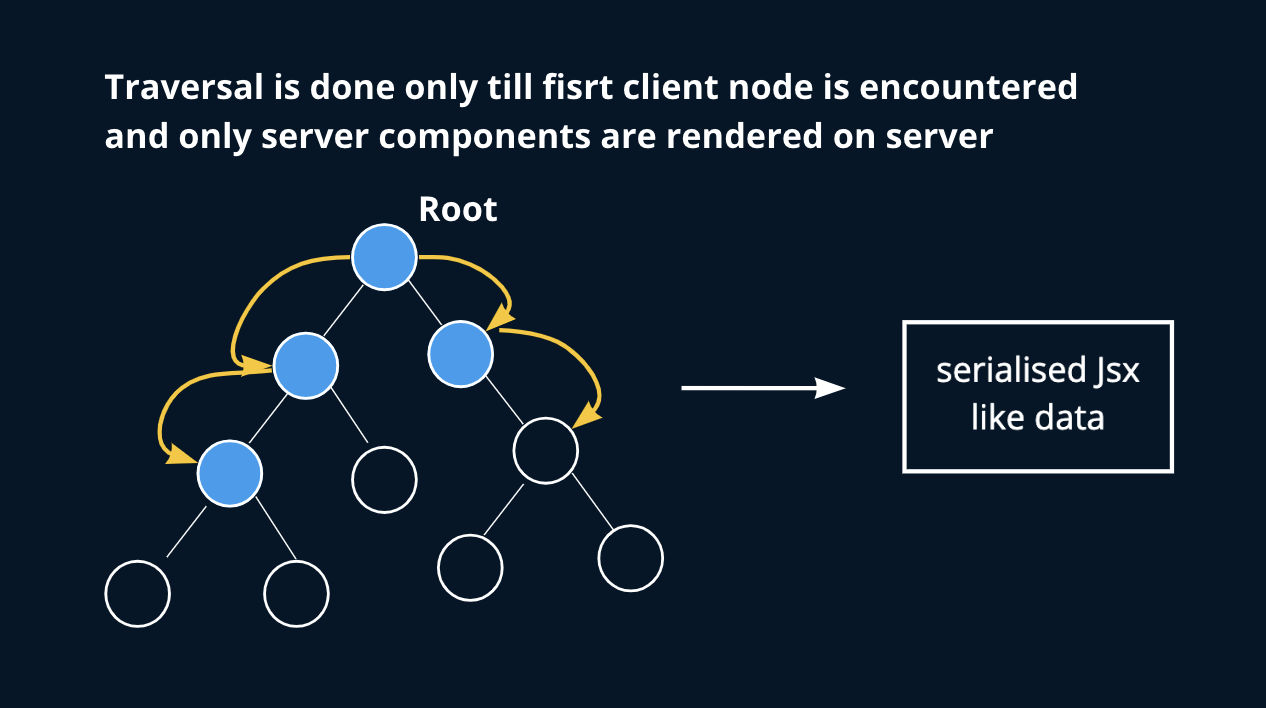 Traversal is done only till fisrt client node is encountered
and only server components are rendered on server
Root
serialised Jsx
like data